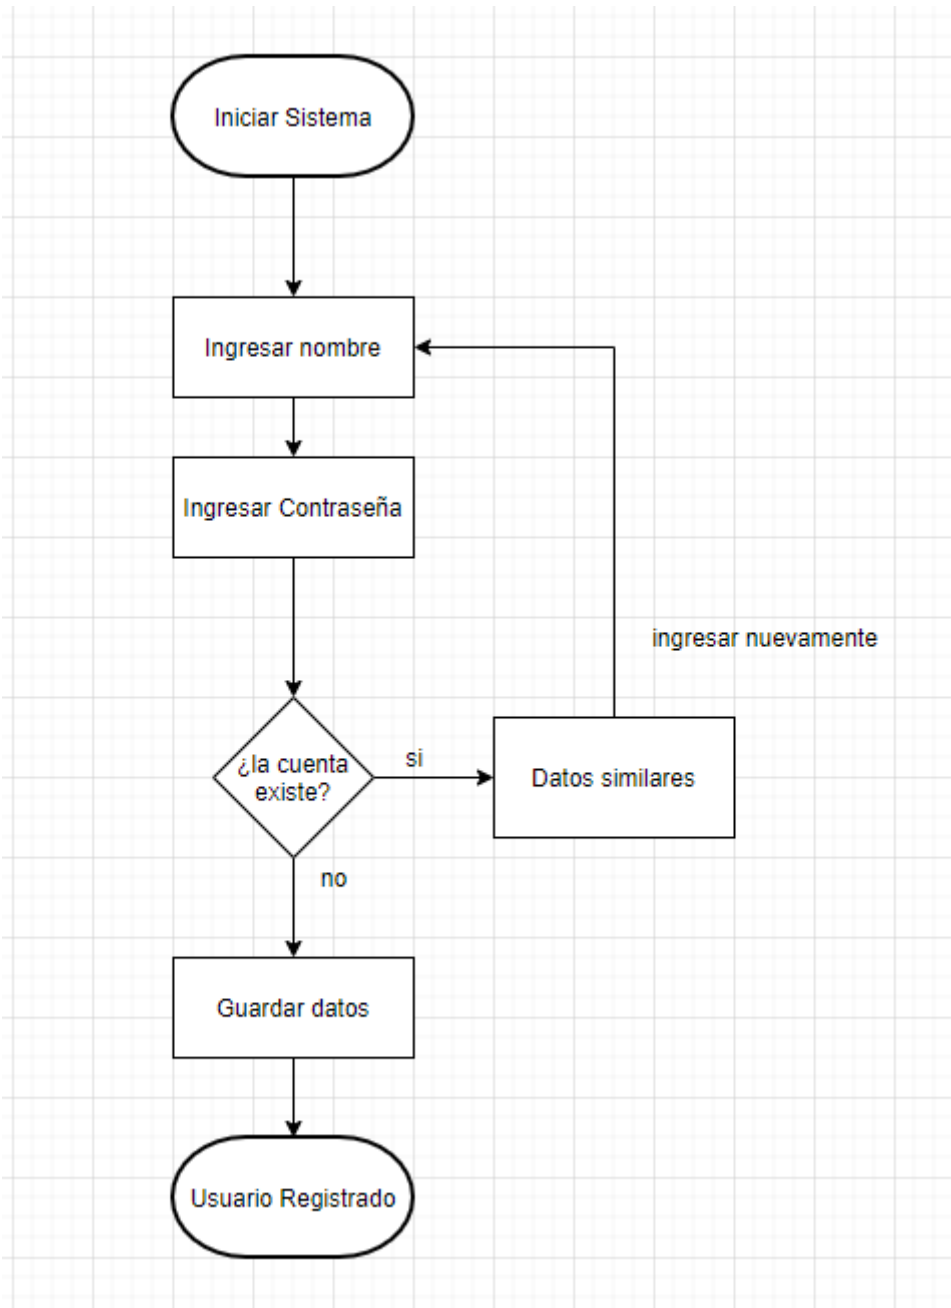 Iniciar Sistema
Ingresar nombre
Ingresar Contraseña
ingresar nuevamente
¿la cuenta
existe?
si
Datos similares
no
Guardar datos
Usuario Registrado